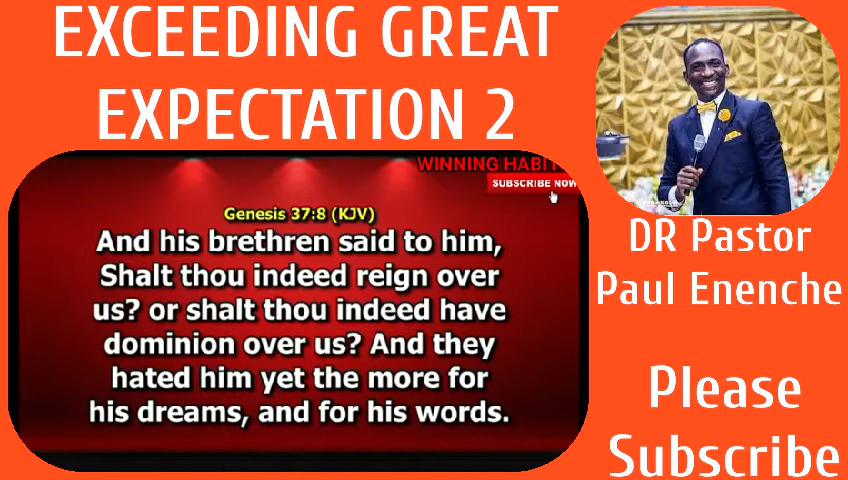 EXCEEDING GREAT
EXPECTATION 2
WINNING HABIT
SUBSCRIBE NOW
Genesis 37:8 (KJV)
And his brethren said to him,
Shalt thou indeed reign over
us? or shalt thou indeed have
dominion over us? And they
hated him yet the more for
his dreams, and for his words.
DR Pastor
Paul Enenche
Please
Subscribe